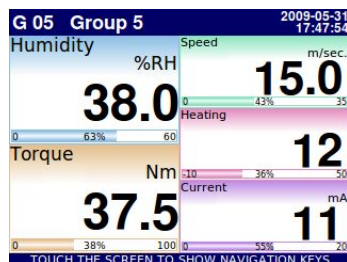 G 05 Group 5
2009-05-31
17:47:54
Humidity
%RH
38.0
0 63% 60
Speed
m/sec.
15.0
0 43% 35
Heating
12
-10 36% 50
Torque
Nm
37.5
0 38% 100
Current
mA
11
0 55% 20
TOUCH THE SCREEN TO SHOW NAVIGATION KEYS